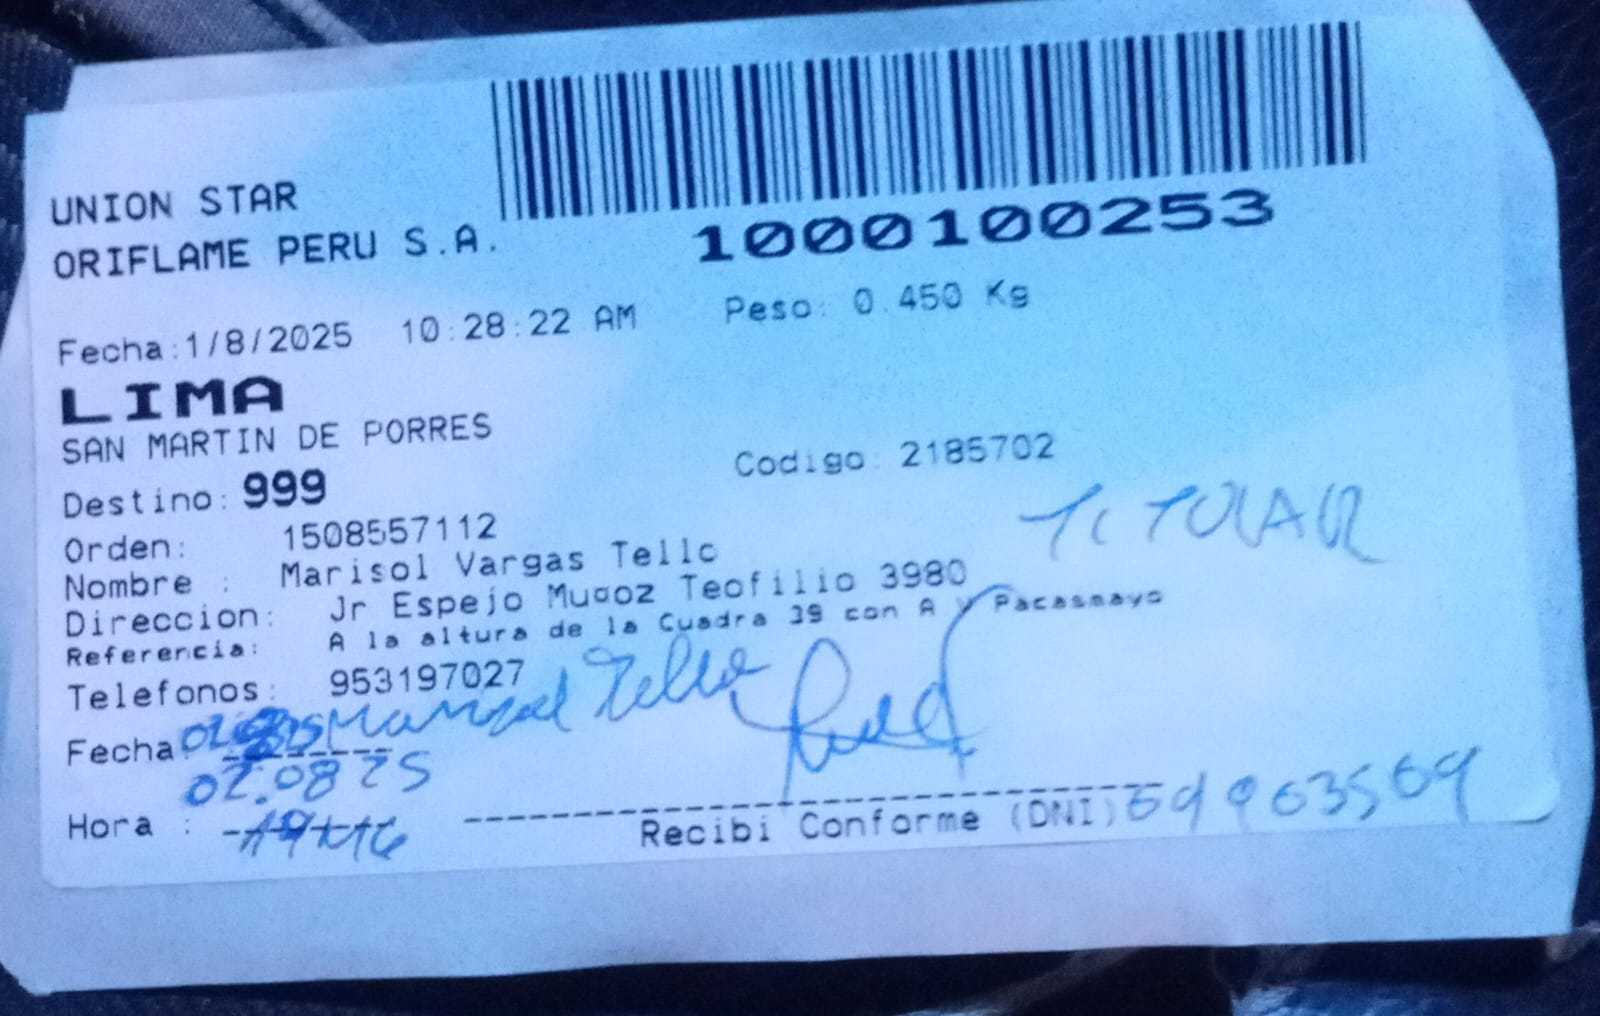 UNION STAR
ORIFLAME PERU S.A.
1000100253
Fecha:1/8/2025 10:28:22 AM Peso: 0.450 Kg
LIMA
SAN MARTIN DE PORRES
Codigo: 2185702
Destino: 999
TITULAR
Orden: 1508557112
Nombre : Marisol Vargas Tello
Direccion: Jr Espejo Muñoz Teofilio 3980
Referencia: A la altura de la Cuadra 39 con A y Pacasmayo
Telefonos: 953197027
Marisol Tello
Fecha:
02.08 25
Hora :
Recibi Conforme (DNI)